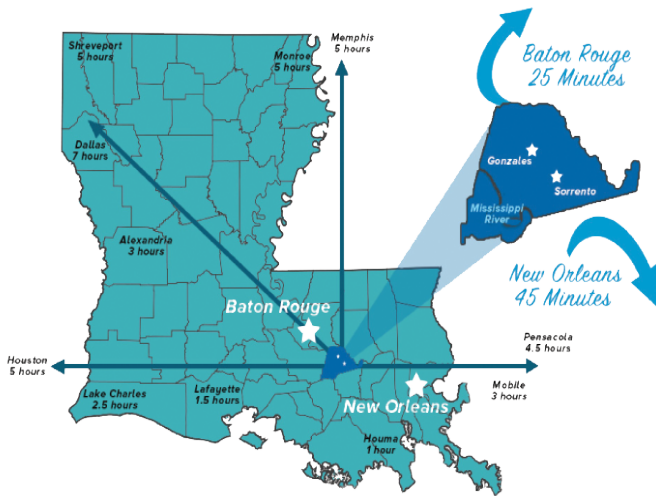 Memphis
5 hours
Shreveport
5 hours
Monroe
5 hours
Baton Rouge
25 Minutes
Dallas
7 hours
Gonzales
Sorrento
Mississippi
River
Alexandria
3 hours
New Orleans
45 Minutes
Baton Rouge
Pensacola
4.5 hours
Houston
5 hours
Mobile
3 hours
Lake Charles
2.5 hours
Lafayette
1.5 hours
New Orleans
Houma
1 hour